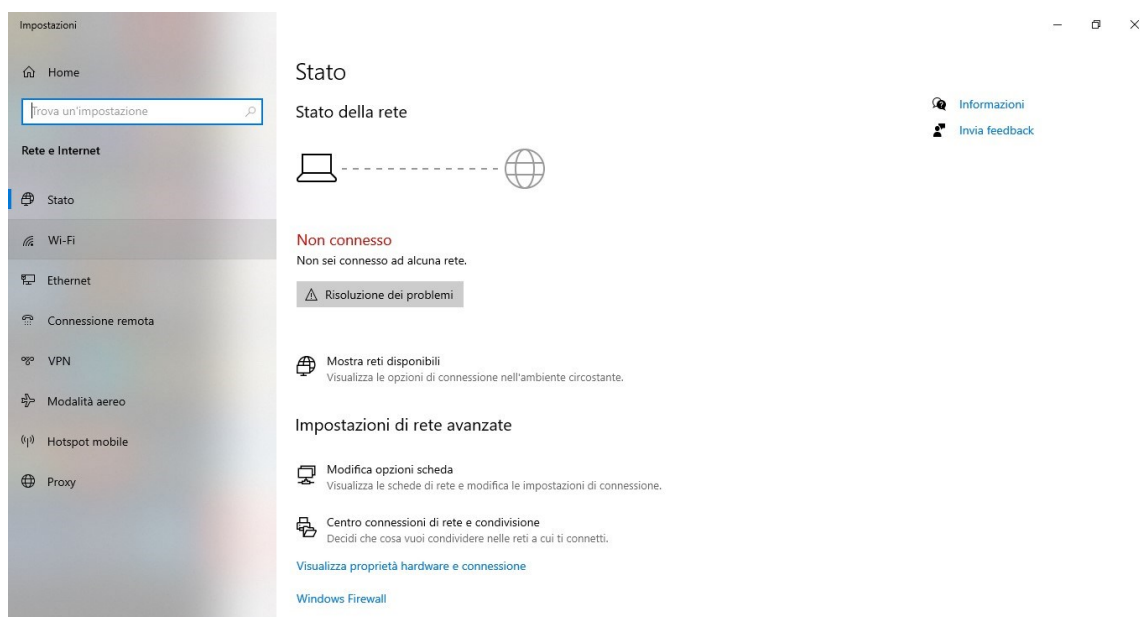 Impostazioni
Home
Trova un'impostazione
Rete e Internet
Stato
Wi-Fi
Ethernet
Connessione remota
VPN
Modalità aereo
Hotspot mobile
Proxy
Stato
Stato della rete
Non connesso
Non sei connesso ad alcuna rete.
Risoluzione dei problemi
Mostra reti disponibili
Visualizza le opzioni di connessione nell'ambiente circostante.
Impostazioni di rete avanzate
Modifica opzioni scheda
Visualizza le schede di rete e modifica le impostazioni di connessione.
Centro connessioni di rete e condivisione
Decidi che cosa vuoi condividere nelle reti a cui ti connetti.
Visualizza proprietà hardware e connessione
Windows Firewall
Informazioni
Invia feedback